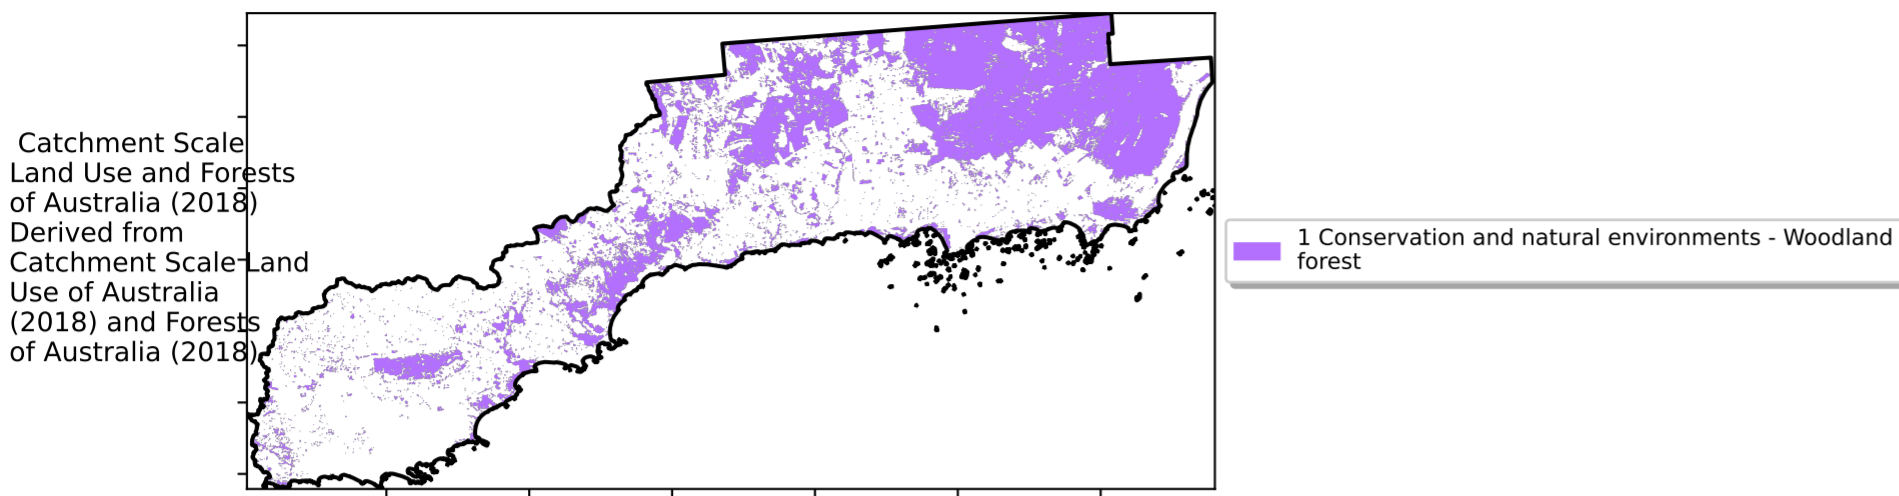 Catchment Scale
Land Use and Forests
of Australia (2018)
Derived from
Catchment Scale Land
Use of Australia
(2018) and Forests
of Australia (2018)
1 Conservation and natural environments - Woodland
forest